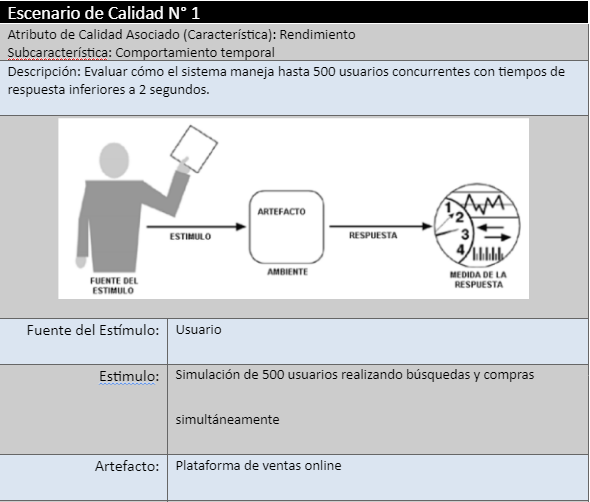 Escenario de Calidad N° 1
Atributo de Calidad Asociado (Característica): Rendimiento
Subcaracterística: Comportamiento temporal
Descripción: Evaluar cómo el sistema maneja hasta 500 usuarios concurrentes con tiempos de
respuesta inferiores a 2 segundos.
FUENTE DEL
ESTIMULO
ESTIMULO
ARTEFACTO
AMBIENTE
RESPUESTA
1
2
3
4
MEDIDA DE LA
RESPUESTA
Fuente del Estímulo: Usuario
Estimulo: Simulación de 500 usuarios realizando búsquedas y compras
simultáneamente
Artefacto: Plataforma de ventas online